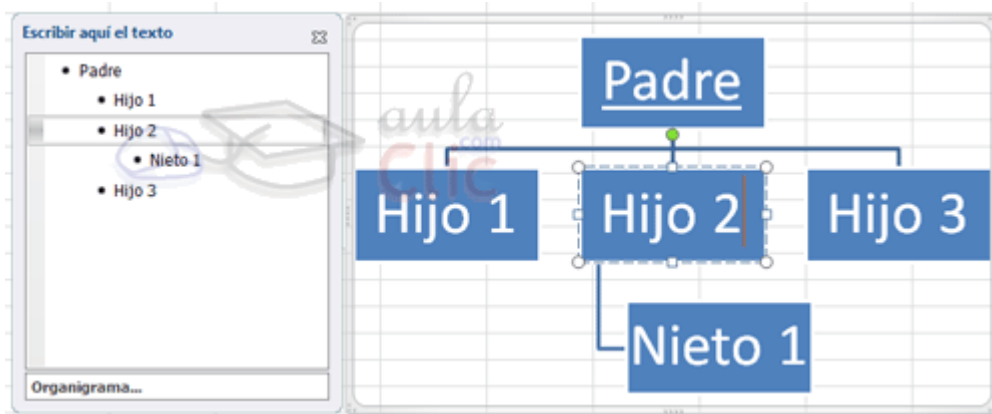 Escribir aquí el texto
Padre
Hijo 1
Hijo 2
Nieto 1
Hijo 3
Organigrama...
Padre
Hijo 1
Hijo 2
Hijo 3
Nieto 1
aula
.com
Clic